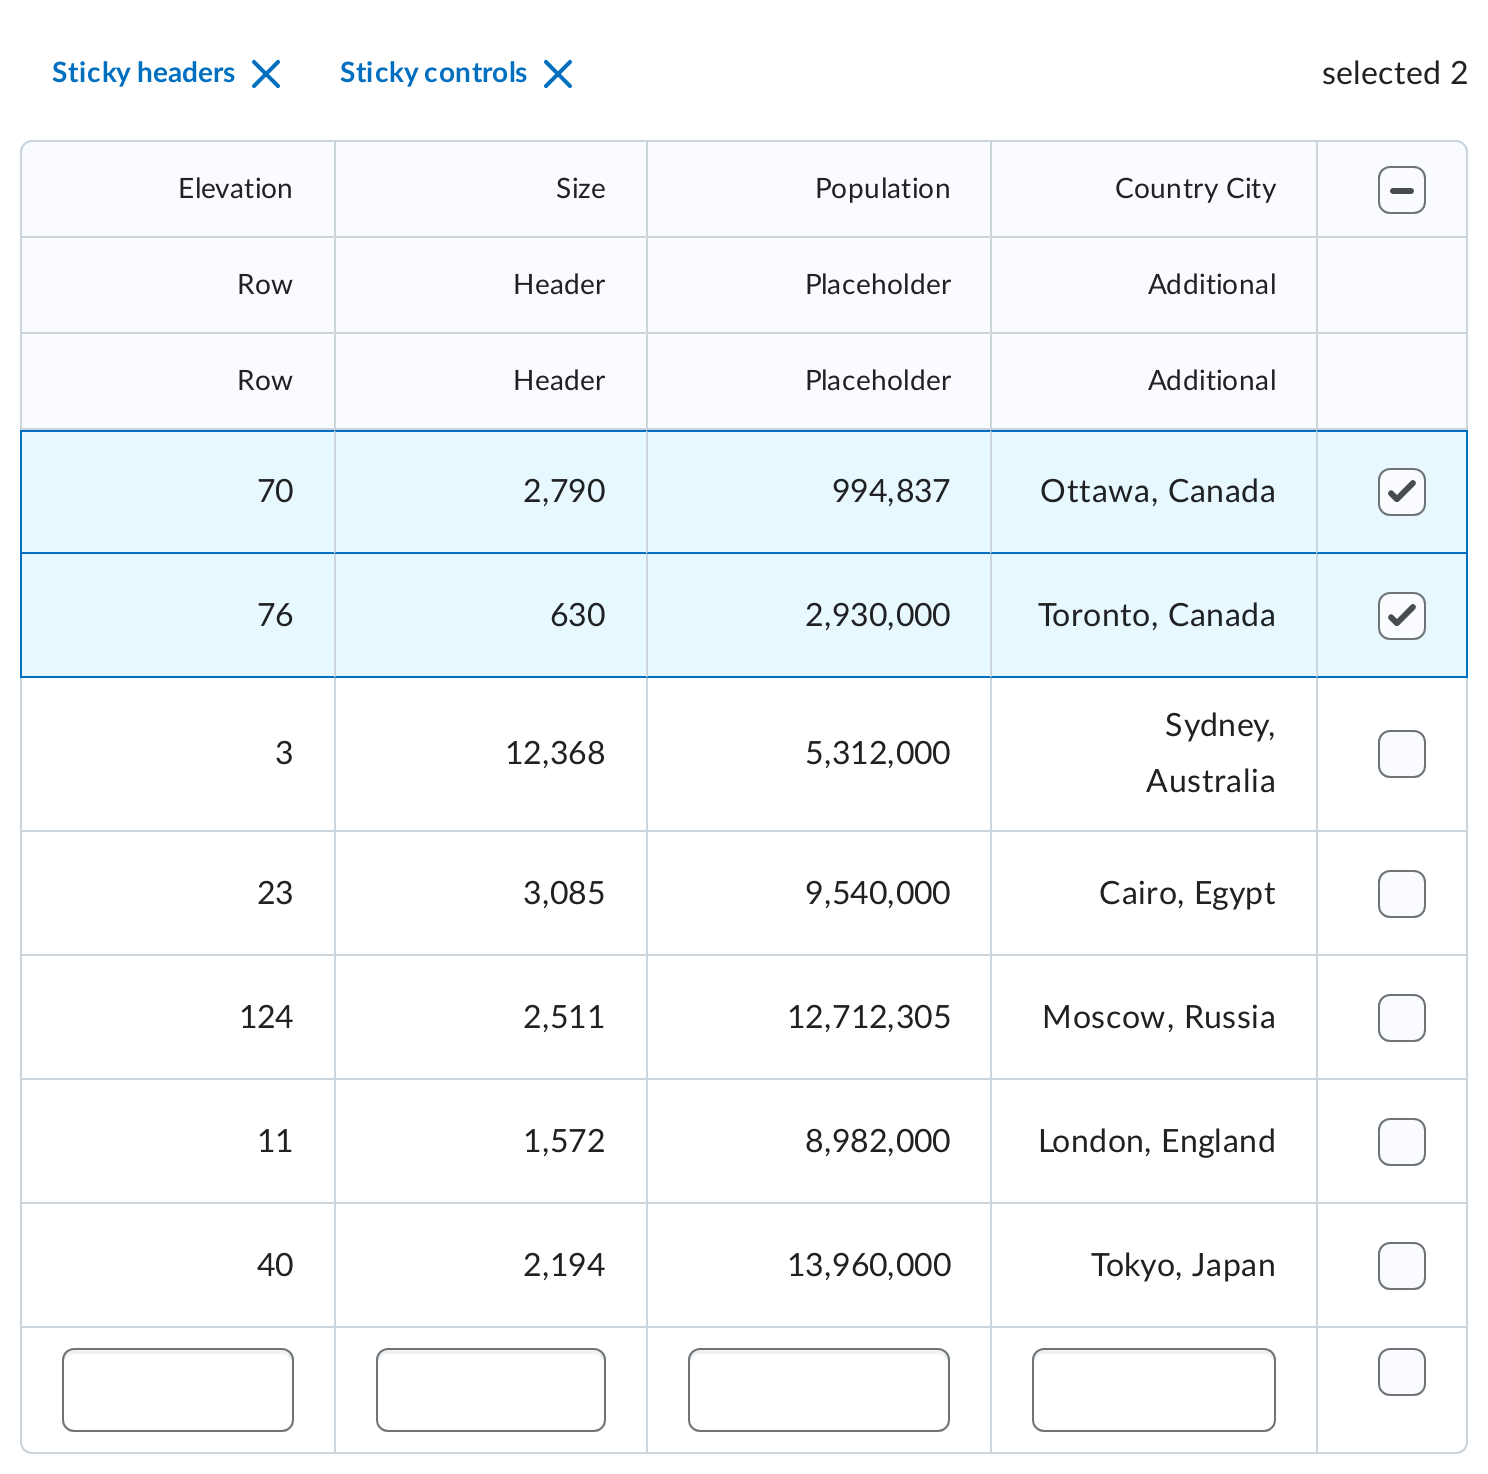 Sticky headers Sticky controls selected 2
Elevation Size Population Country City
Row Header Placeholder Additional
Row Header Placeholder Additional
70 2,790 994,837 Ottawa, Canada
76 630 2,930,000 Toronto, Canada
3 12,368 5,312,000 Sydney,
Australia
23 3,085 9,540,000 Cairo, Egypt
124 2,511 12,712,305 Moscow, Russia
11 1,572 8,982,000 London, England
40 2,194 13,960,000 Tokyo, Japan